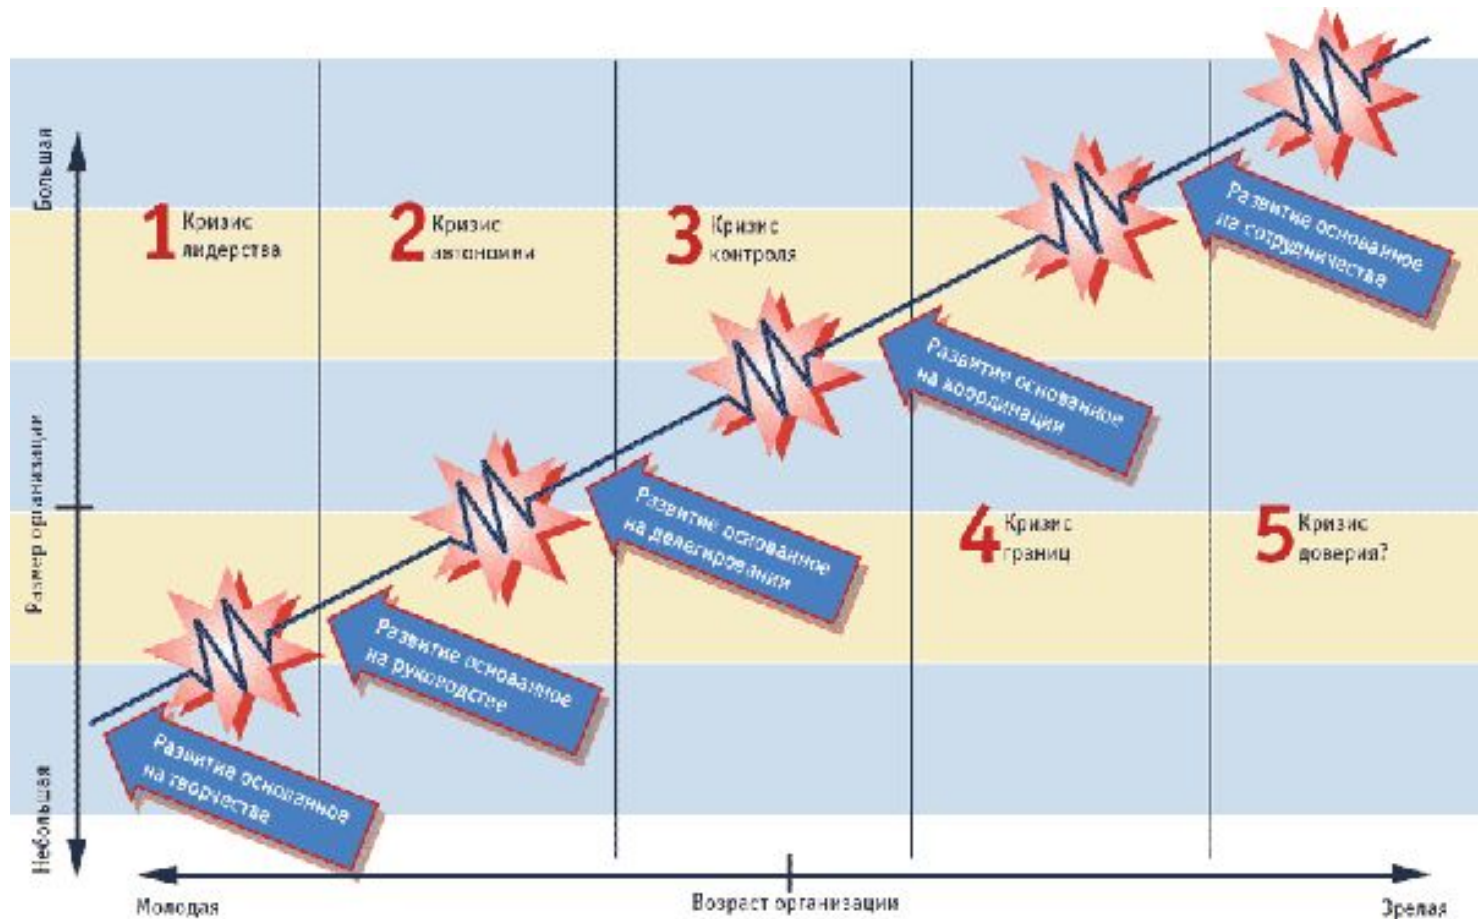 Большая
1 Кризис
лидерства
2 Кризис
автономии
3 Кризис
контроля
Развитие основанное
на сотрудничества
Развитие основанное
на координации
Размер организации
Развитие основанное
на делегировании
4 Кризис
границ
5 Кризис
доверия?
Развитие основанное
на руководстве
Развитие основанное
на творчества
Небольшая
Молодая
Возраст организации
Зрелая